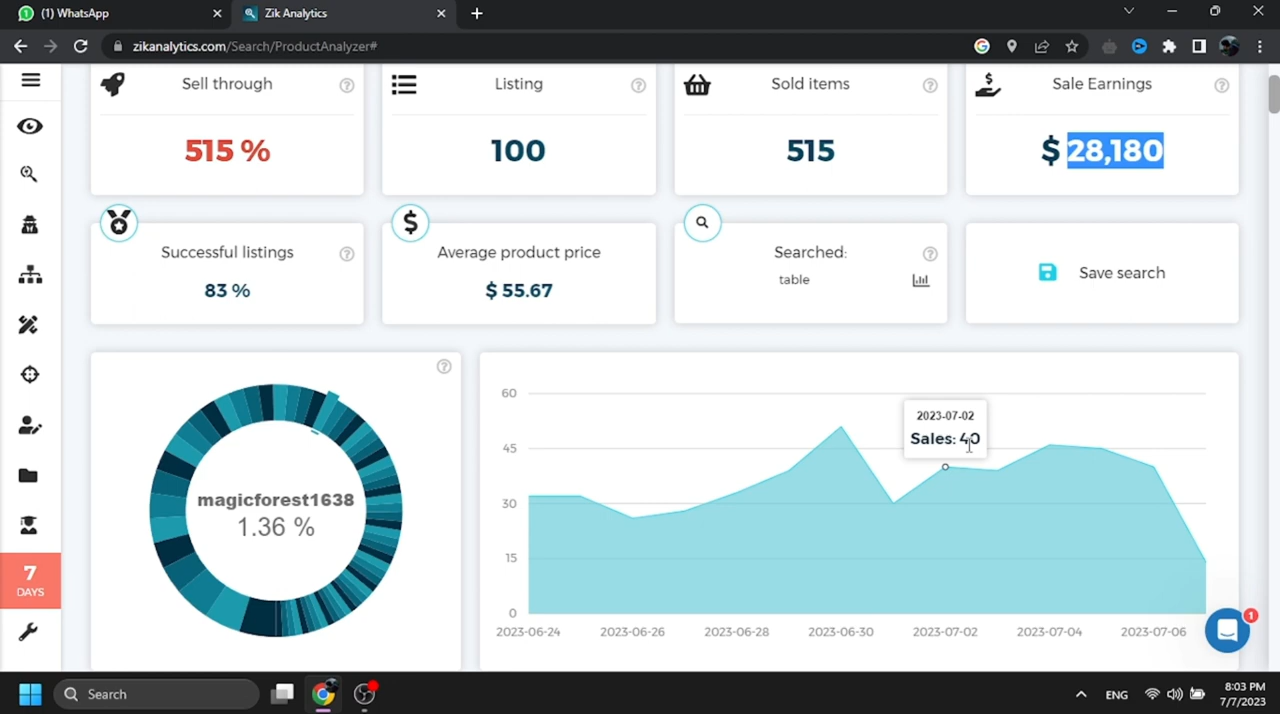 (1) WhatsApp
Zik Analytics
zikanalytics.com/Search/ProductAnalyzer#
Sell through
Listing
Sold items
Sale Earnings
515 %
100
515
$ 28,180
Successful listings
83 %
Average product price
$ 55.67
Searched:
table
Save search
magicforest1638
1.36 %
60
45
30
15
0
2023-07-02
Sales: 40
2023-06-24
2023-06-26
2023-06-28
2023-06-30
2023-07-02
2023-07-04
2023-07-06
7
DAYS
1
Search
ENG
8:03 PM
7/7/2023